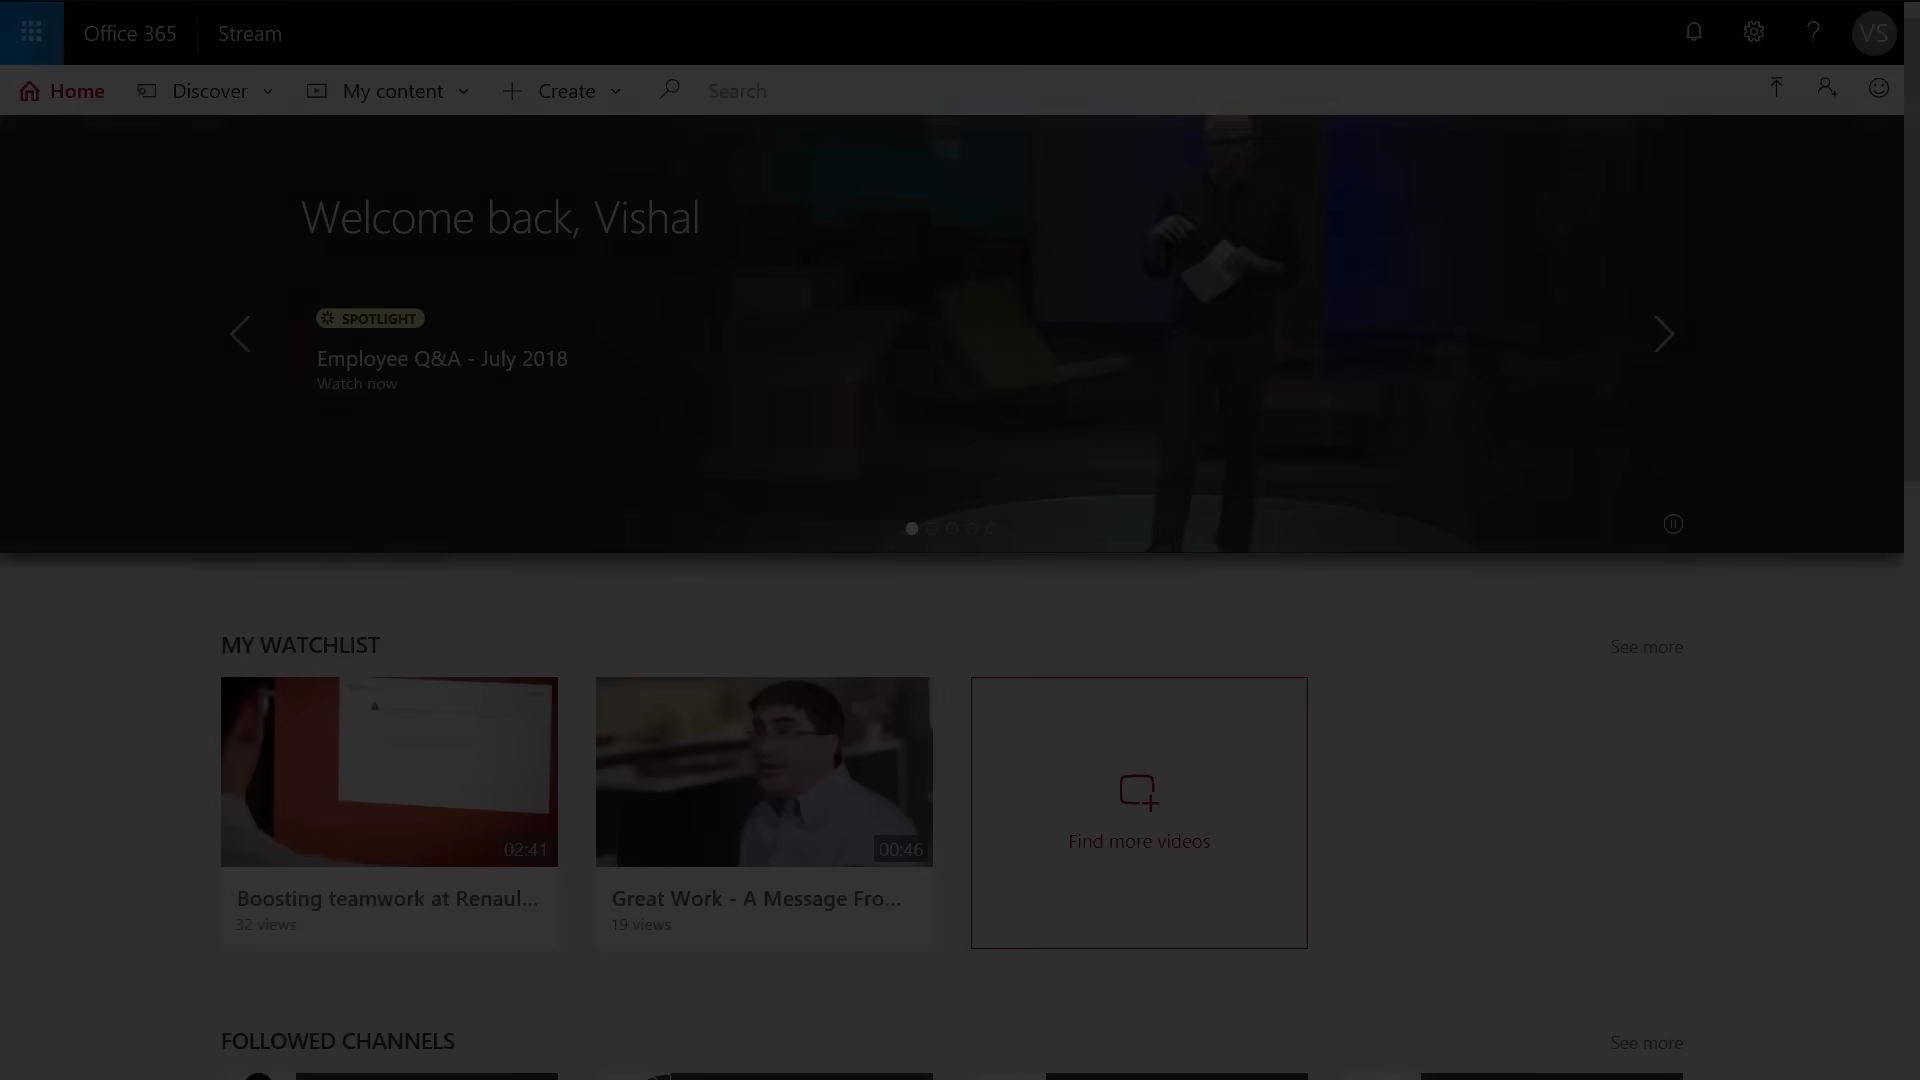 Office 365
Stream
VS
Home
Discover
My content
Create
Search
Welcome back, Vishal
SPOTLIGHT
Employee Q&A - July 2018
Watch now
MY WATCHLIST
See more
02:41
00:46
Find more videos
Boosting teamwork at Renaul...
32 views
Great Work - A Message Fro...
19 views
FOLLOWED CHANNELS
See more